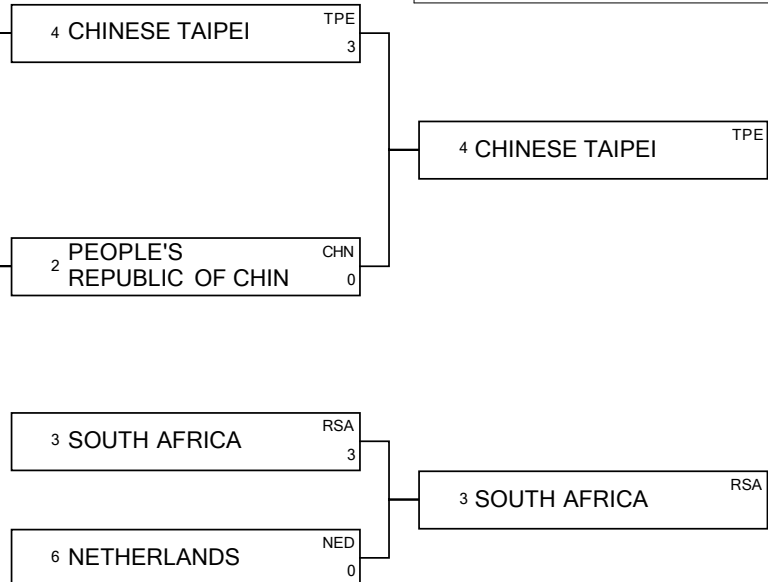 4 CHINESE TAIPEI TPE
3
4 CHINESE TAIPEI TPE
2 PEOPLE'S
REPUBLIC OF CHIN CHN
0
3 SOUTH AFRICA RSA
3
3 SOUTH AFRICA RSA
6 NETHERLANDS NED
0